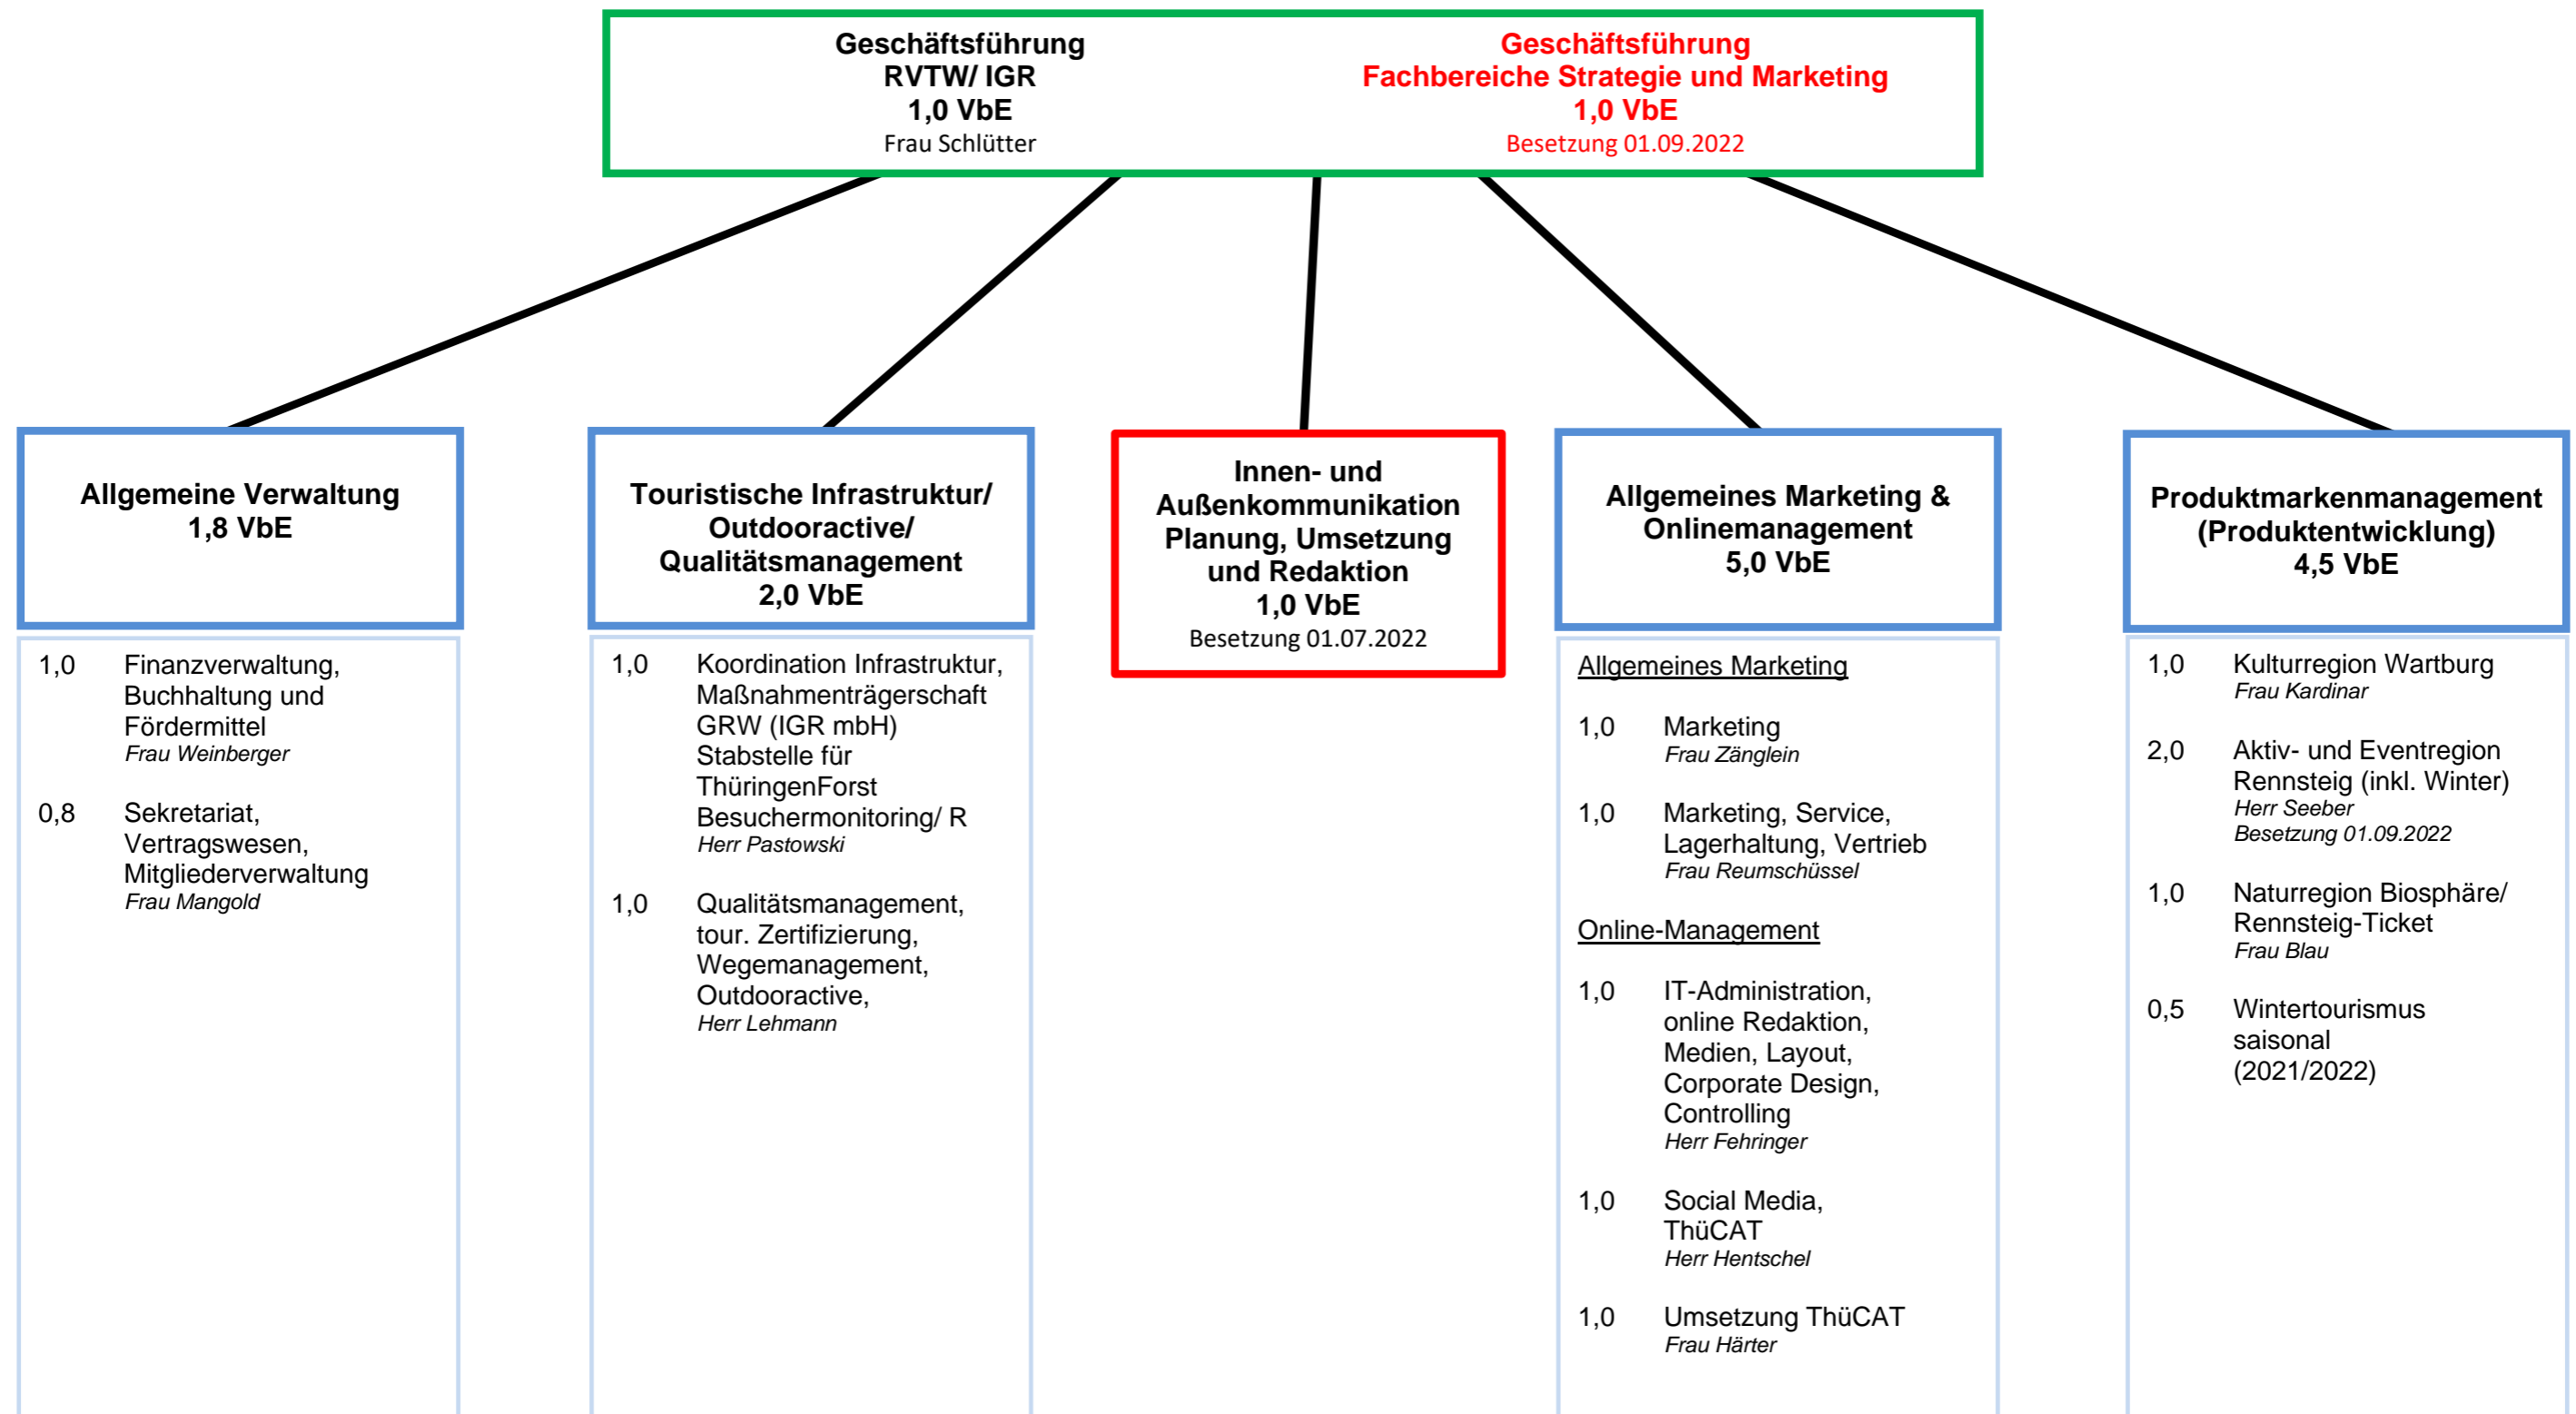 Geschäftsführung
RVTW/ IGR
1,0 VbE
Frau Schlütter
Geschäftsführung
Fachbereiche Strategie und Marketing
1,0 VbE
Besetzung 01.09.2022
Allgemeine Verwaltung
1,8 VbE
1,0 Finanzverwaltung,
Buchhaltung und
Fördermittel
Frau Weinberger
0,8 Sekretariat,
Vertragswesen,
Mitgliederverwaltung
Frau Mangold
Touristische Infrastruktur/
Outdooractive/
Qualitätsmanagement
2,0 VbE
1,0 Koordination Infrastruktur,
Maßnahmenträgerschaft
GRW (IGR mbH)
Stabstelle für
ThüringenForst
Besuchermonitoring/ R
Herr Pastowski
1,0 Qualitätsmanagement,
tour. Zertifizierung,
Wegemanagement,
Outdooractive,
Herr Lehmann
Innen- und
Außenkommunikation
Planung, Umsetzung
und Redaktion
1,0 VbE
Besetzung 01.07.2022
Allgemeines Marketing &
Onlinemanagement
5,0 VbE
Allgemeines Marketing
1,0 Marketing
Frau Zänglein
1,0 Marketing, Service,
Lagerhaltung, Vertrieb
Frau Reumschüssel
Online-Management
1,0 IT-Administration,
online Redaktion,
Medien, Layout,
Corporate Design,
Controlling
Herr Fehringer
1,0 Social Media,
ThüCAT
Herr Hentschel
1,0 Umsetzung ThüCAT
Frau Härter
Produktmarkenmanagement
(Produktentwicklung)
4,5 VbE
1,0 Kulturregion Wartburg
Frau Kardinar
2,0 Aktiv- und Eventregion
Rennsteig (inkl. Winter)
Herr Seeber
Besetzung 01.09.2022
1,0 Naturregion Biosphäre/
Rennsteig-Ticket
Frau Blau
0,5 Wintertourismus
saisonal
(2021/2022)